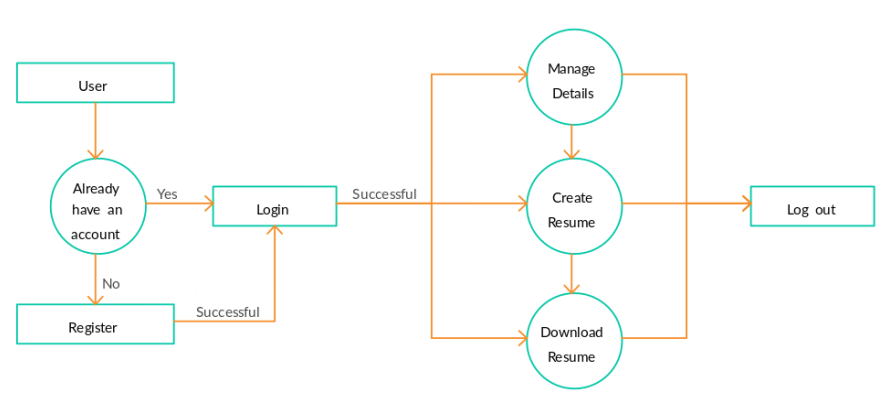 User
Already
have an
account
Yes
No
Register
Successful
Login
Successful
Manage
Details
Create
Resume
Download
Resume
Log out